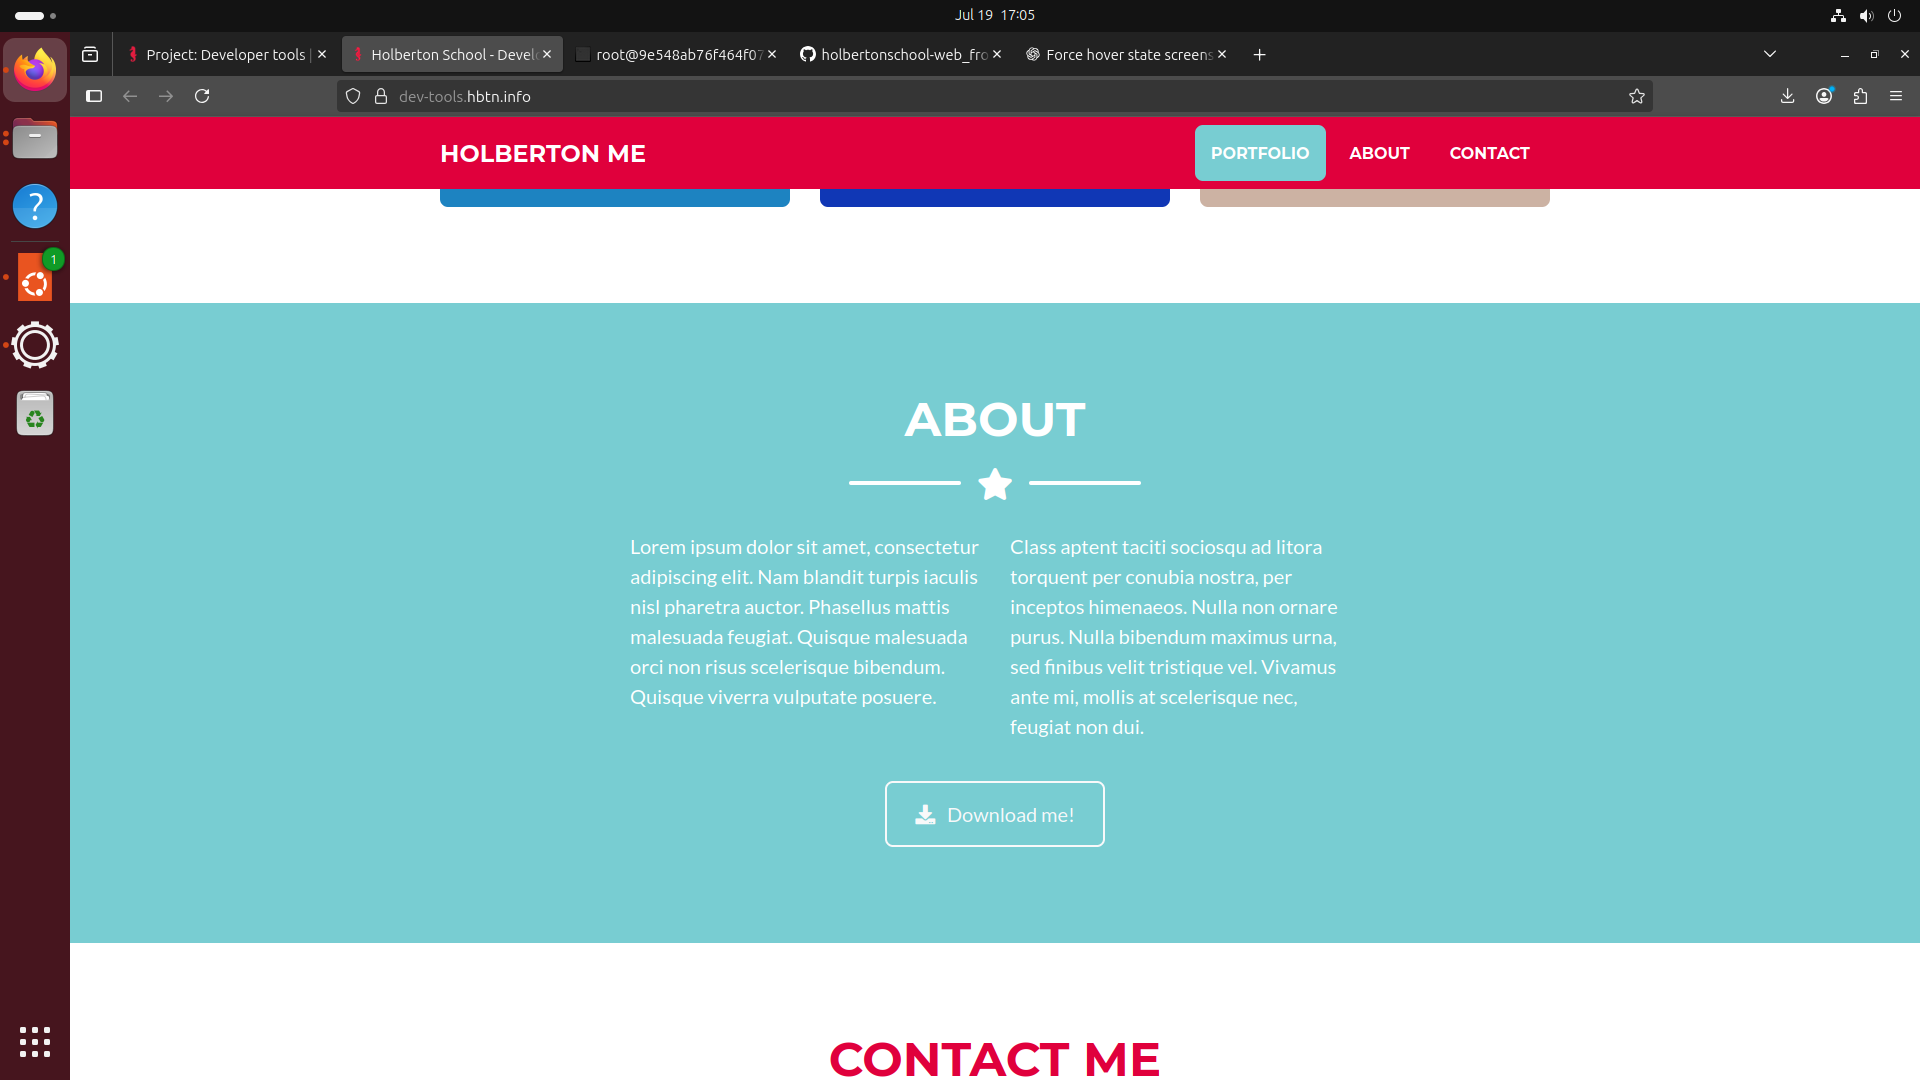 Jul 19 17:05
Project: Developer tools |
Holberton School - Devel
root@9e548ab76f464f07
holbertonschool-web_fro
Force hover state screens
dev-tools.hbtn.info
HOLBERTON ME
PORTFOLIO
ABOUT
CONTACT
1
ABOUT
Lorem ipsum dolor sit amet, consectetur
adipiscing elit. Nam blandit turpis iaculis
nisl pharetra auctor. Phasellus mattis
malesuada feugiat. Quisque malesuada
orci non risus scelerisque bibendum.
Quisque viverra vulputate posuere.
Class aptent taciti sociosqu ad litora
torquent per conubia nostra, per
inceptos himenaeos. Nulla non ornare
purus. Nulla bibendum maximus urna,
sed finibus velit tristique vel. Vivamus
ante mi, mollis at scelerisque nec,
feugiat non dui.
Download me!
CONTACT ME